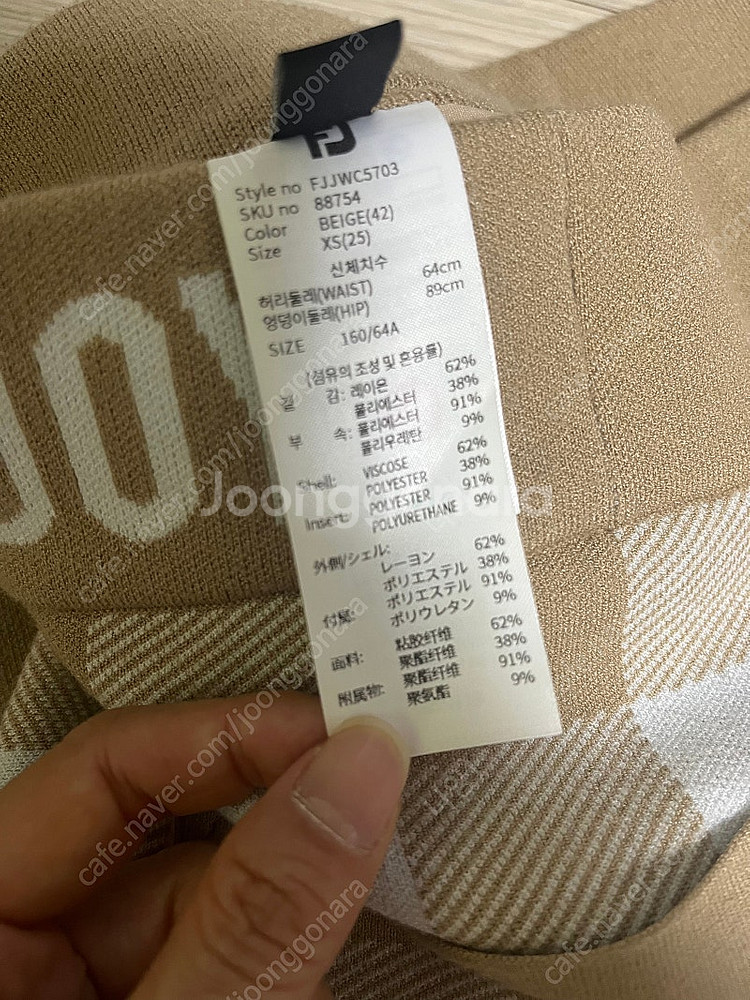 FJ
Style no FJJWC5703
SKU no 88754
Color BEIGE(42)
Size XS(25)
신체치수
허리둘레(WAIST) 64cm
엉덩이둘레(HIP) 89cm
SIZE 160/64A
(섬유의 조성 및 혼용률)
겉 감: 레이온 62%
폴리에스터 38%
부 속: 폴리에스터 91%
폴리우레탄 9%
Shell: VISCOSE 62%
POLYESTER 38%
Insert: POLYESTER 91%
POLYURETHANE 9%
外側/シェル: レーヨン 62%
ポリエステル 38%
付属: ポリエステル 91%
ポリウレタン 9%
面料: 粘胶纤维 62%
聚酯纤维 38%
附属物: 聚酯纤维 91%
聚氨酯 9%
Joonggonara
cafe.naver.com/joonggonara